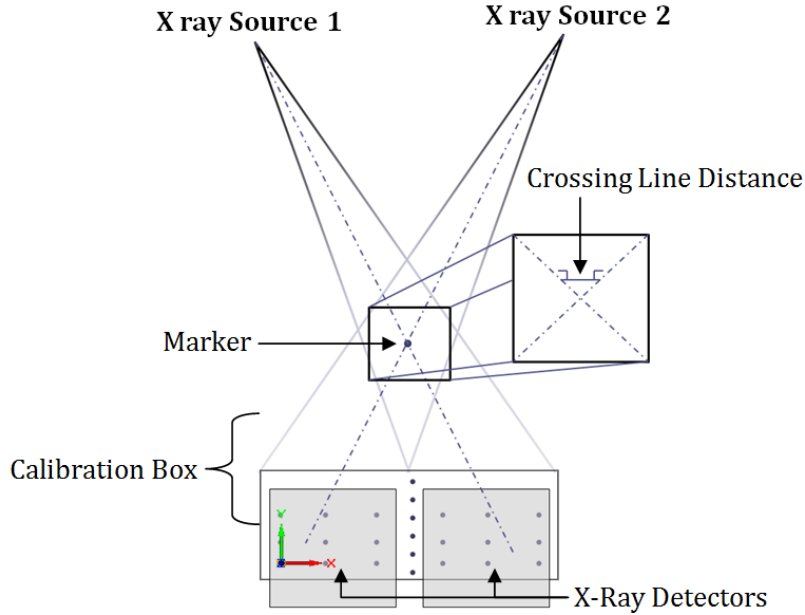 X ray Source 1
X ray Source 2
Crossing Line Distance
Marker
Calibration Box
Y
X
X-Ray Detectors